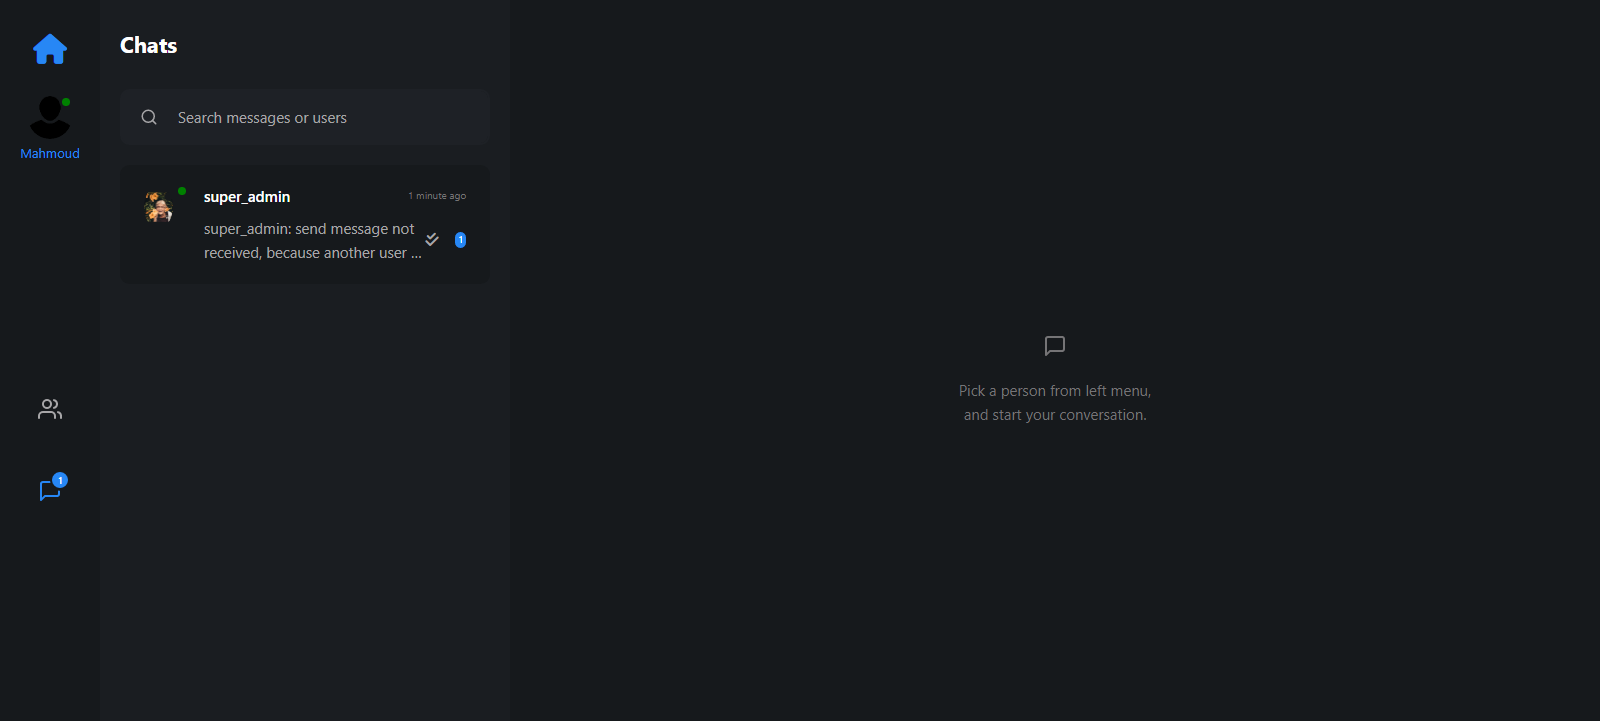 Mahmoud
1
Chats
Search messages or users
super_admin
1 minute ago
super_admin: send message not
received, because another user ...
1
Pick a person from left menu,
and start your conversation.